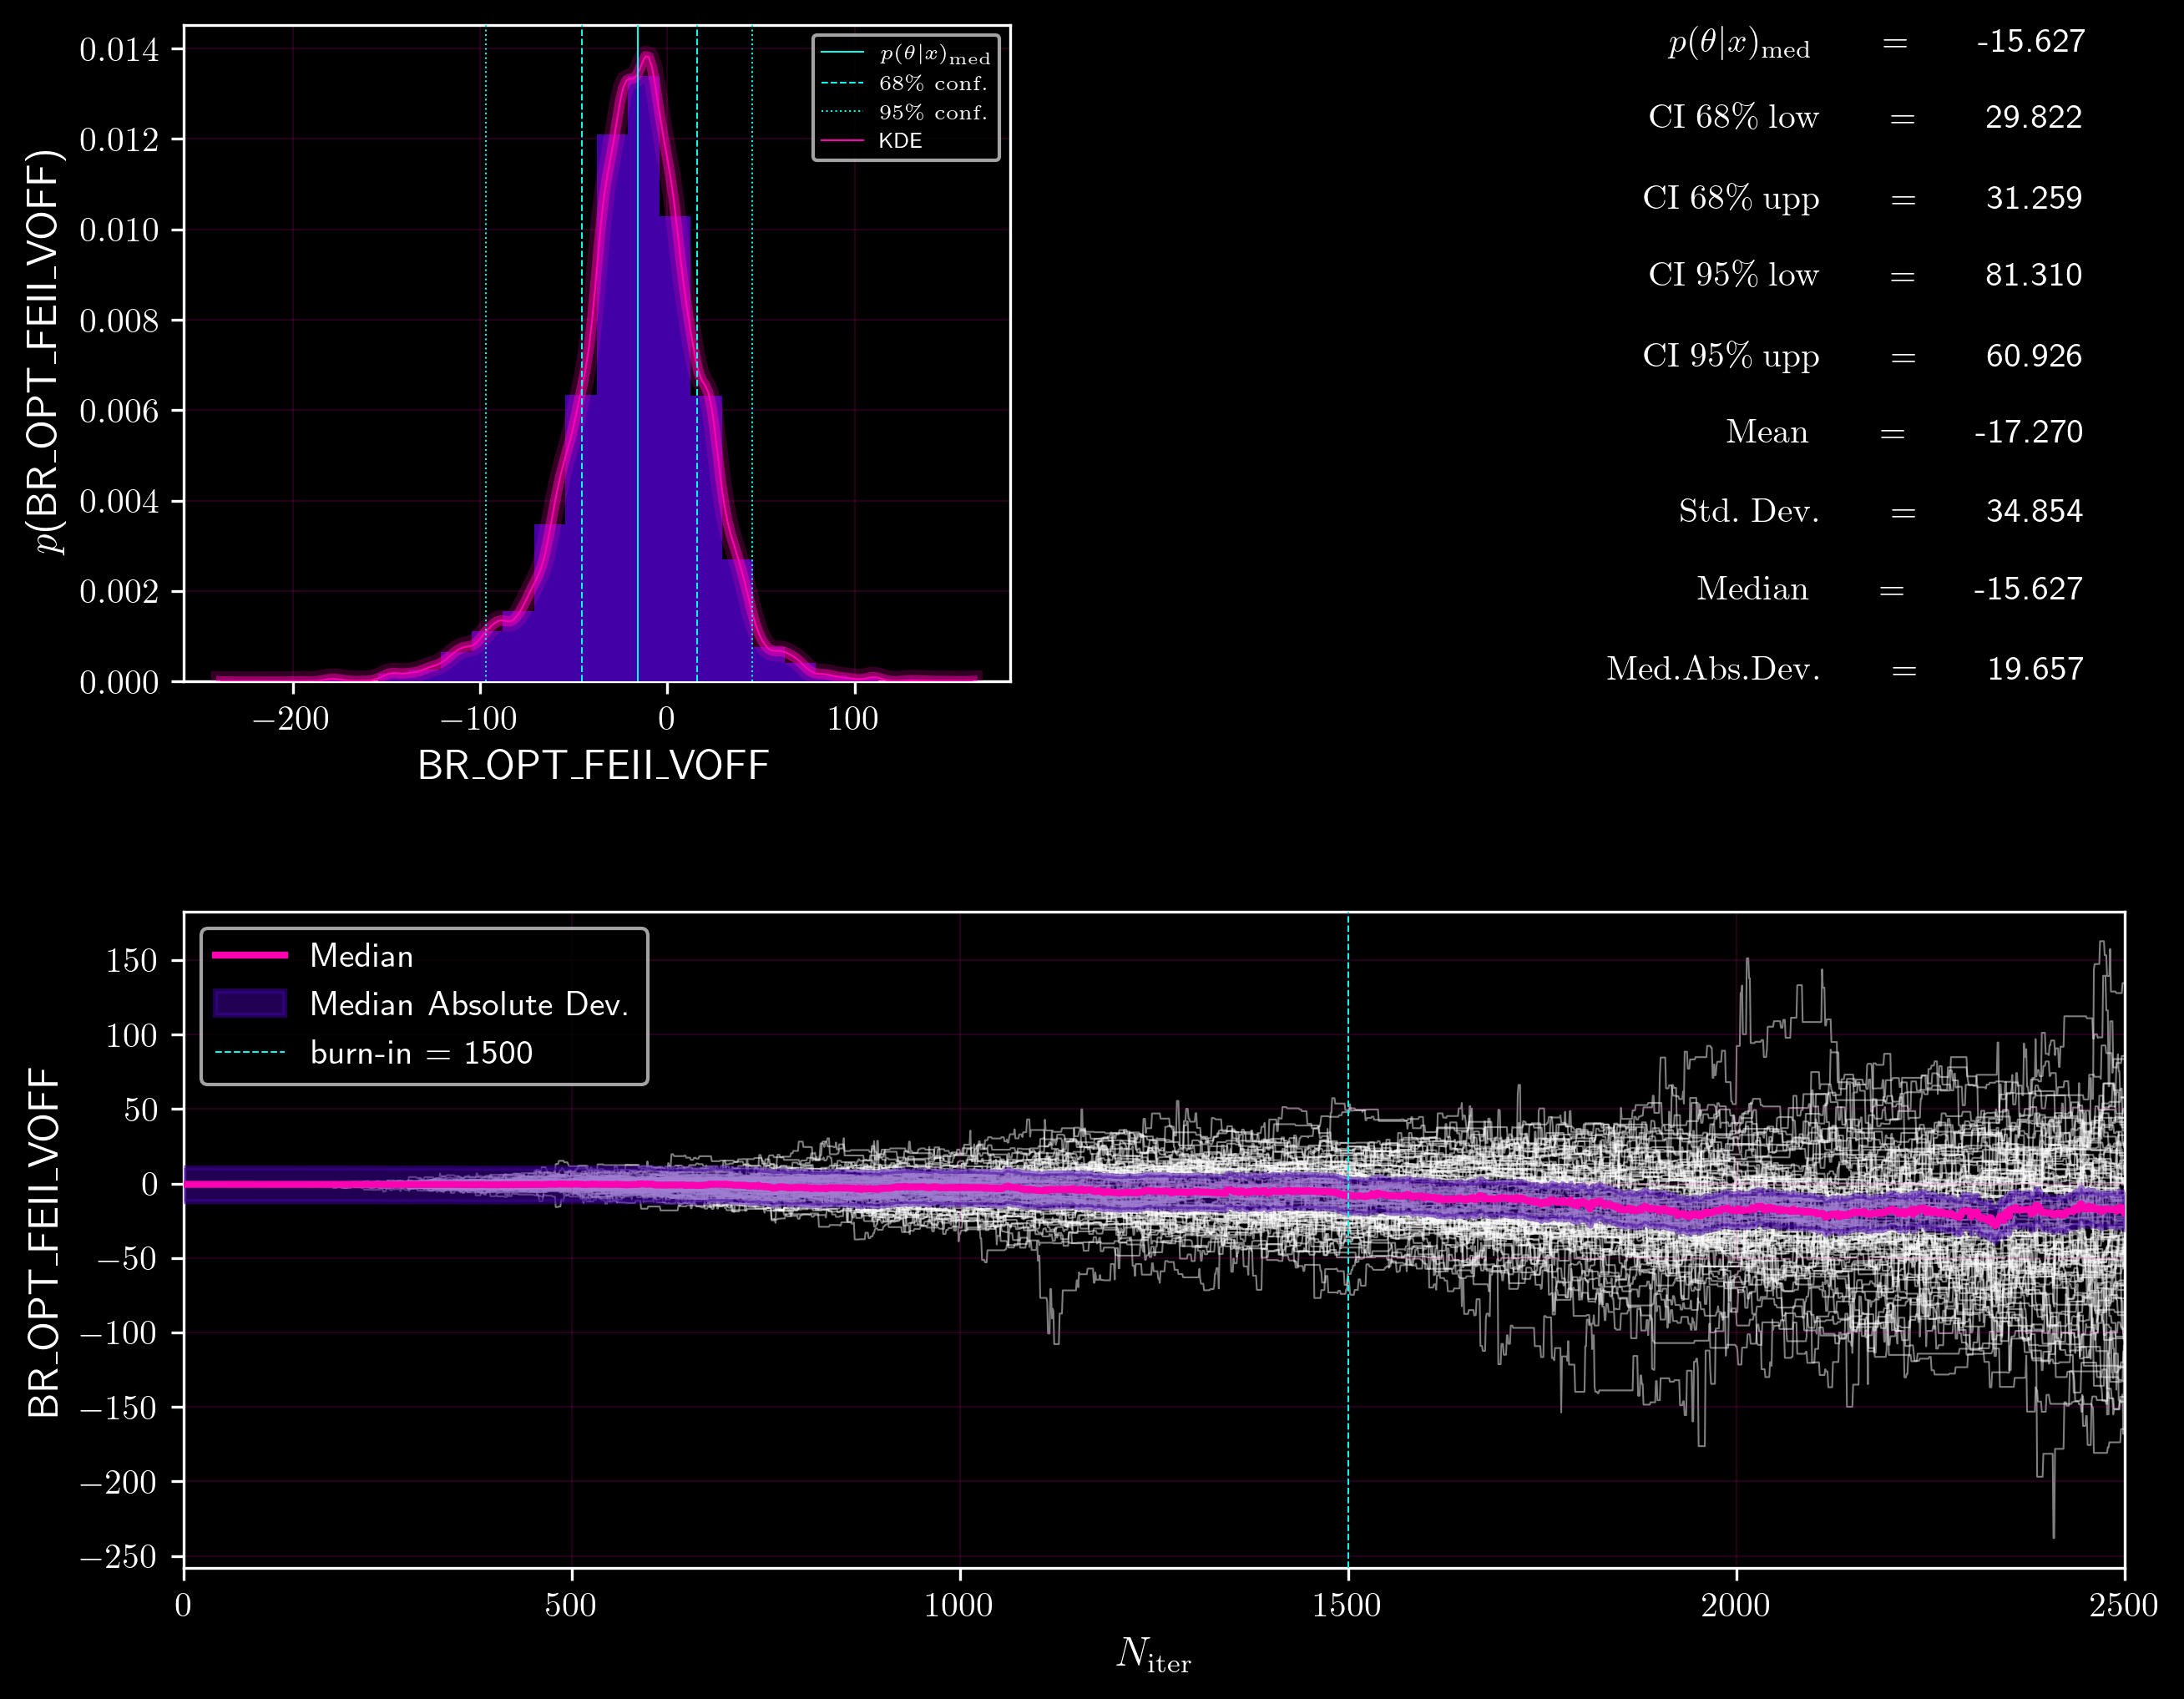 p(BR_OPT_FEII_VOFF)
0.014
0.012
0.010
0.008
0.006
0.004
0.002
0.000
−200
−100
0
100
BR_OPT_FEII_VOFF
p(θ|x)med
68% conf.
95% conf.
KDE
p(θ|x)med = -15.627
CI 68% low = 29.822
CI 68% upp = 31.259
CI 95% low = 81.310
CI 95% upp = 60.926
Mean = -17.270
Std. Dev. = 34.854
Median = -15.627
Med.Abs.Dev. = 19.657
BR_OPT_FEII_VOFF
150
100
50
0
−50
−100
−150
−200
−250
Median
Median Absolute Dev.
burn-in = 1500
0
500
1000
1500
2000
2500
Niter